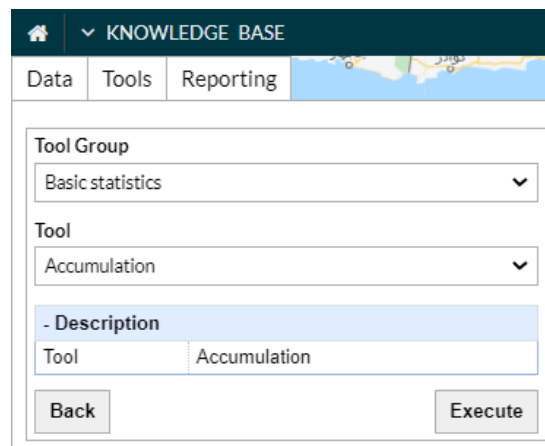 KNOWLEDGE BASE
Data Tools Reporting
Tool Group
Basic statistics
Tool
Accumulation
- Description
Tool Accumulation
Back Execute